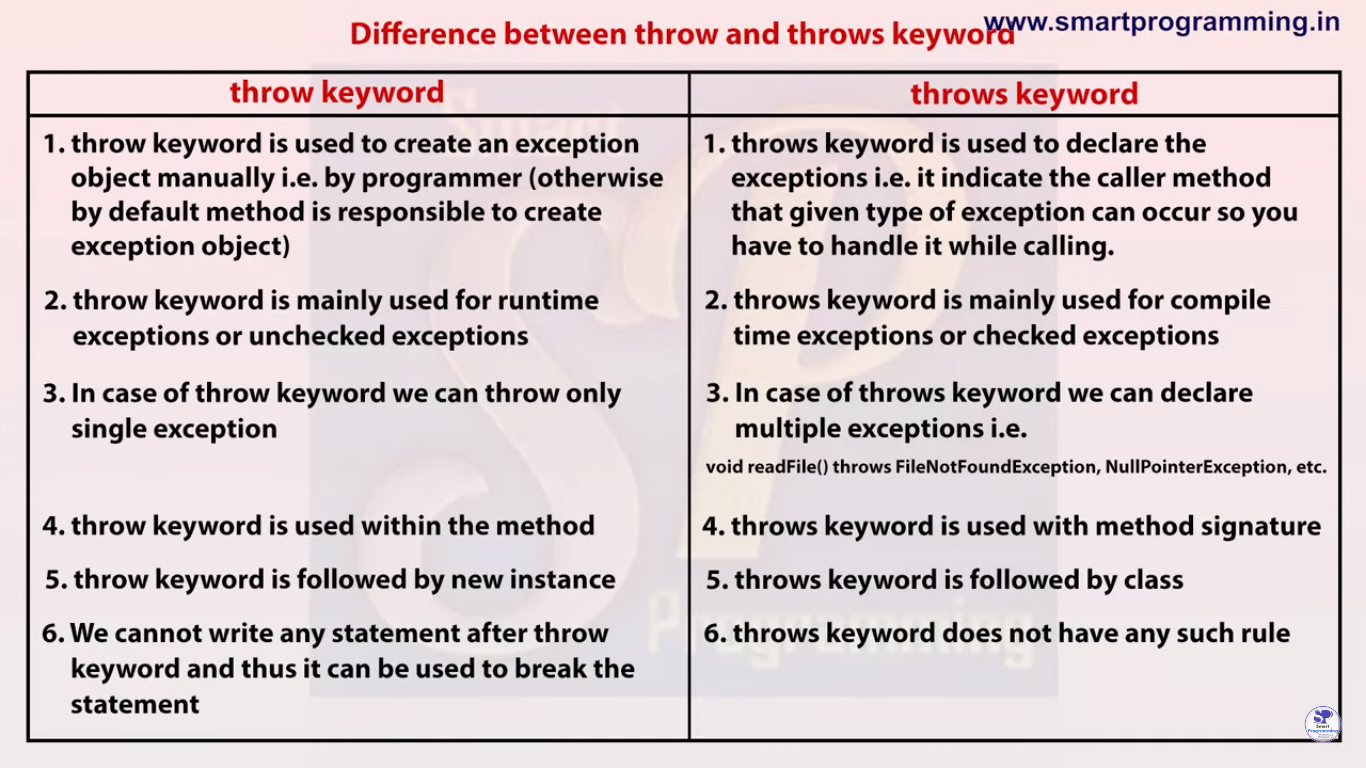 www.smartprogramming.in
Difference between throw and throws keyword
throw keyword
1. throw keyword is used to create an exception
object manually i.e. by programmer (otherwise
by default method is responsible to create
exception object)
2. throw keyword is mainly used for runtime
exceptions or unchecked exceptions
3. In case of throw keyword we can throw only
single exception
4. throw keyword is used within the method
5. throw keyword is followed by new instance
6. We cannot write any statement after throw
keyword and thus it can be used to break the
statement
throws keyword
1. throws keyword is used to declare the
exceptions i.e. it indicate the caller method
that given type of exception can occur so you
have to handle it while calling.
2. throws keyword is mainly used for compile
time exceptions or checked exceptions
3. In case of throws keyword we can declare
multiple exceptions i.e.
void readFile() throws FileNotFoundException, NullPointerException, etc.
4. throws keyword is used with method signature
5. throws keyword is followed by class
6. throws keyword does not have any such rule
Smart
Programming
SP
Smart
Programming